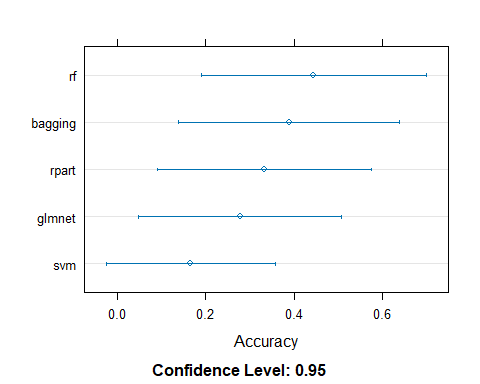 rf
bagging
rpart
glmnet
svm
0.0 0.2 0.4 0.6
Accuracy
Confidence Level: 0.95